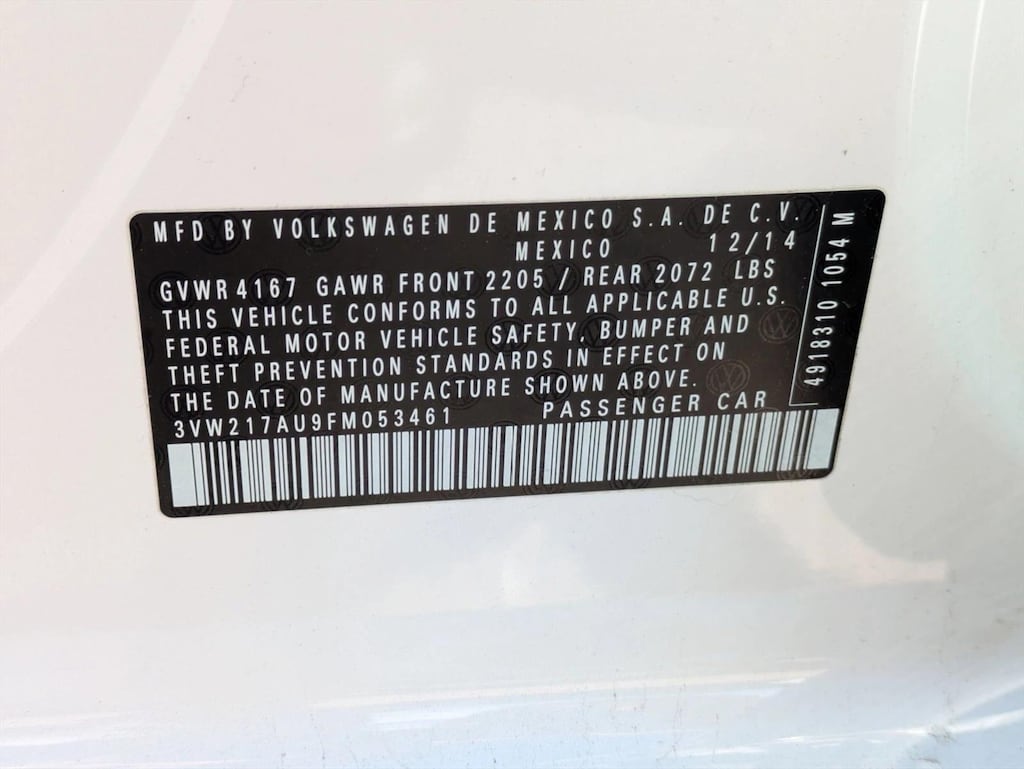 MFD BY VOLKSWAGEN DE MEXICO S.A. DE C.V.
MEXICO 12/14
GVWR 4167 GAWR FRONT 2205 / REAR 2072 LBS
THIS VEHICLE CONFORMS TO ALL APPLICABLE U.S.
FEDERAL MOTOR VEHICLE SAFETY, BUMPER AND
THEFT PREVENTION STANDARDS IN EFFECT ON
THE DATE OF MANUFACTURE SHOWN ABOVE.
3VW217AU9FM053461 PASSENGER CAR
4918310 1054 M